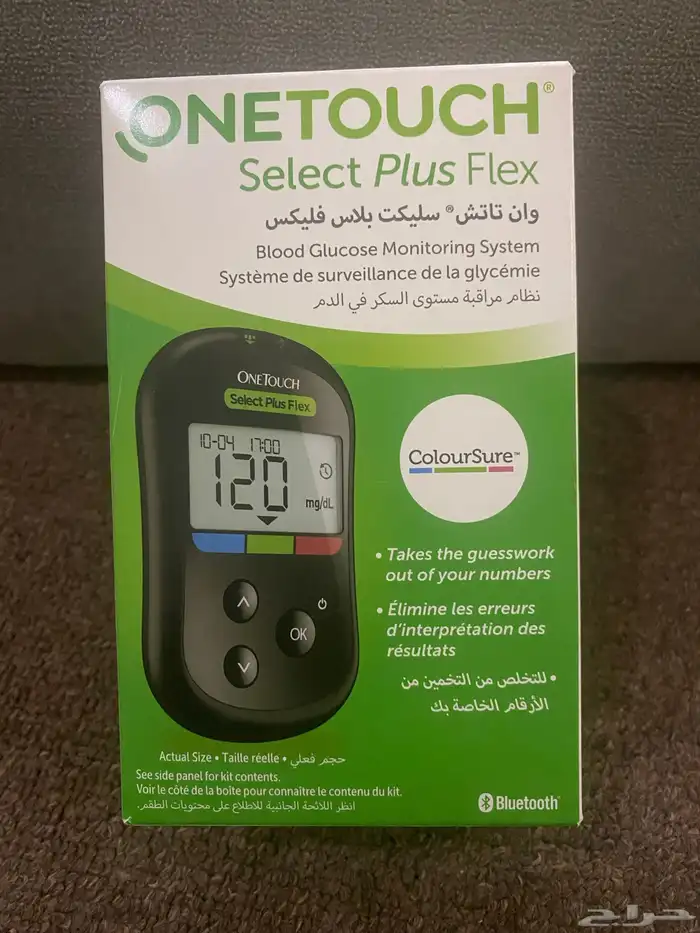 ONETOUCH®
Select Plus Flex
وان تاتش® سليكت بلاس فليكس
Blood Glucose Monitoring System
Système de surveillance de la glycémie
نظام مراقبة مستوى السكر في الدم
ONETOUCH
Select Plus Flex
10-04 17:00
120
mg/dL
OK
ColourSure™
• Takes the guesswork
out of your numbers
• Élimine les erreurs
d'interprétation des
résultats
• للتخلص من التخمين من
الأرقام الخاصة بك
Actual Size • Taille réelle • حجم فعلي
See side panel for kit contents.
Voir le côté de la boîte pour connaître le contenu du kit.
انظر اللائحة الجانبية للاطلاع على محتويات الطقم.
Bluetooth®
حراج